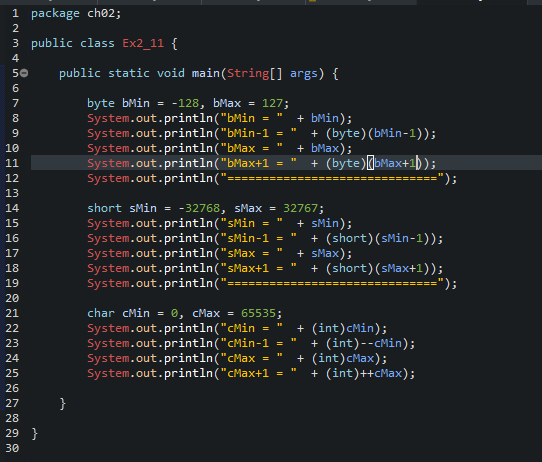 1 package ch02;
2
3 public class Ex2_11 {
4
5 public static void main(String[] args) {
6
7 byte bMin = -128, bMax = 127;
8 System.out.println("bMin = " + bMin);
9 System.out.println("bMin-1 = " + (byte)(bMin-1));
10 System.out.println("bMax = " + bMax);
11 System.out.println("bMax+1 = " + (byte)(bMax+1));
12 System.out.println("==============================");
13
14 short sMin = -32768, sMax = 32767;
15 System.out.println("sMin = " + sMin);
16 System.out.println("sMin-1 = " + (short)(sMin-1));
17 System.out.println("sMax = " + sMax);
18 System.out.println("sMax+1 = " + (short)(sMax+1));
19 System.out.println("==============================");
20
21 char cMin = 0, cMax = 65535;
22 System.out.println("cMin = " + (int)cMin);
23 System.out.println("cMin-1 = " + (int)--cMin);
24 System.out.println("cMax = " + (int)cMax);
25 System.out.println("cMax+1 = " + (int)++cMax);
26
27 }
28
29 }
30